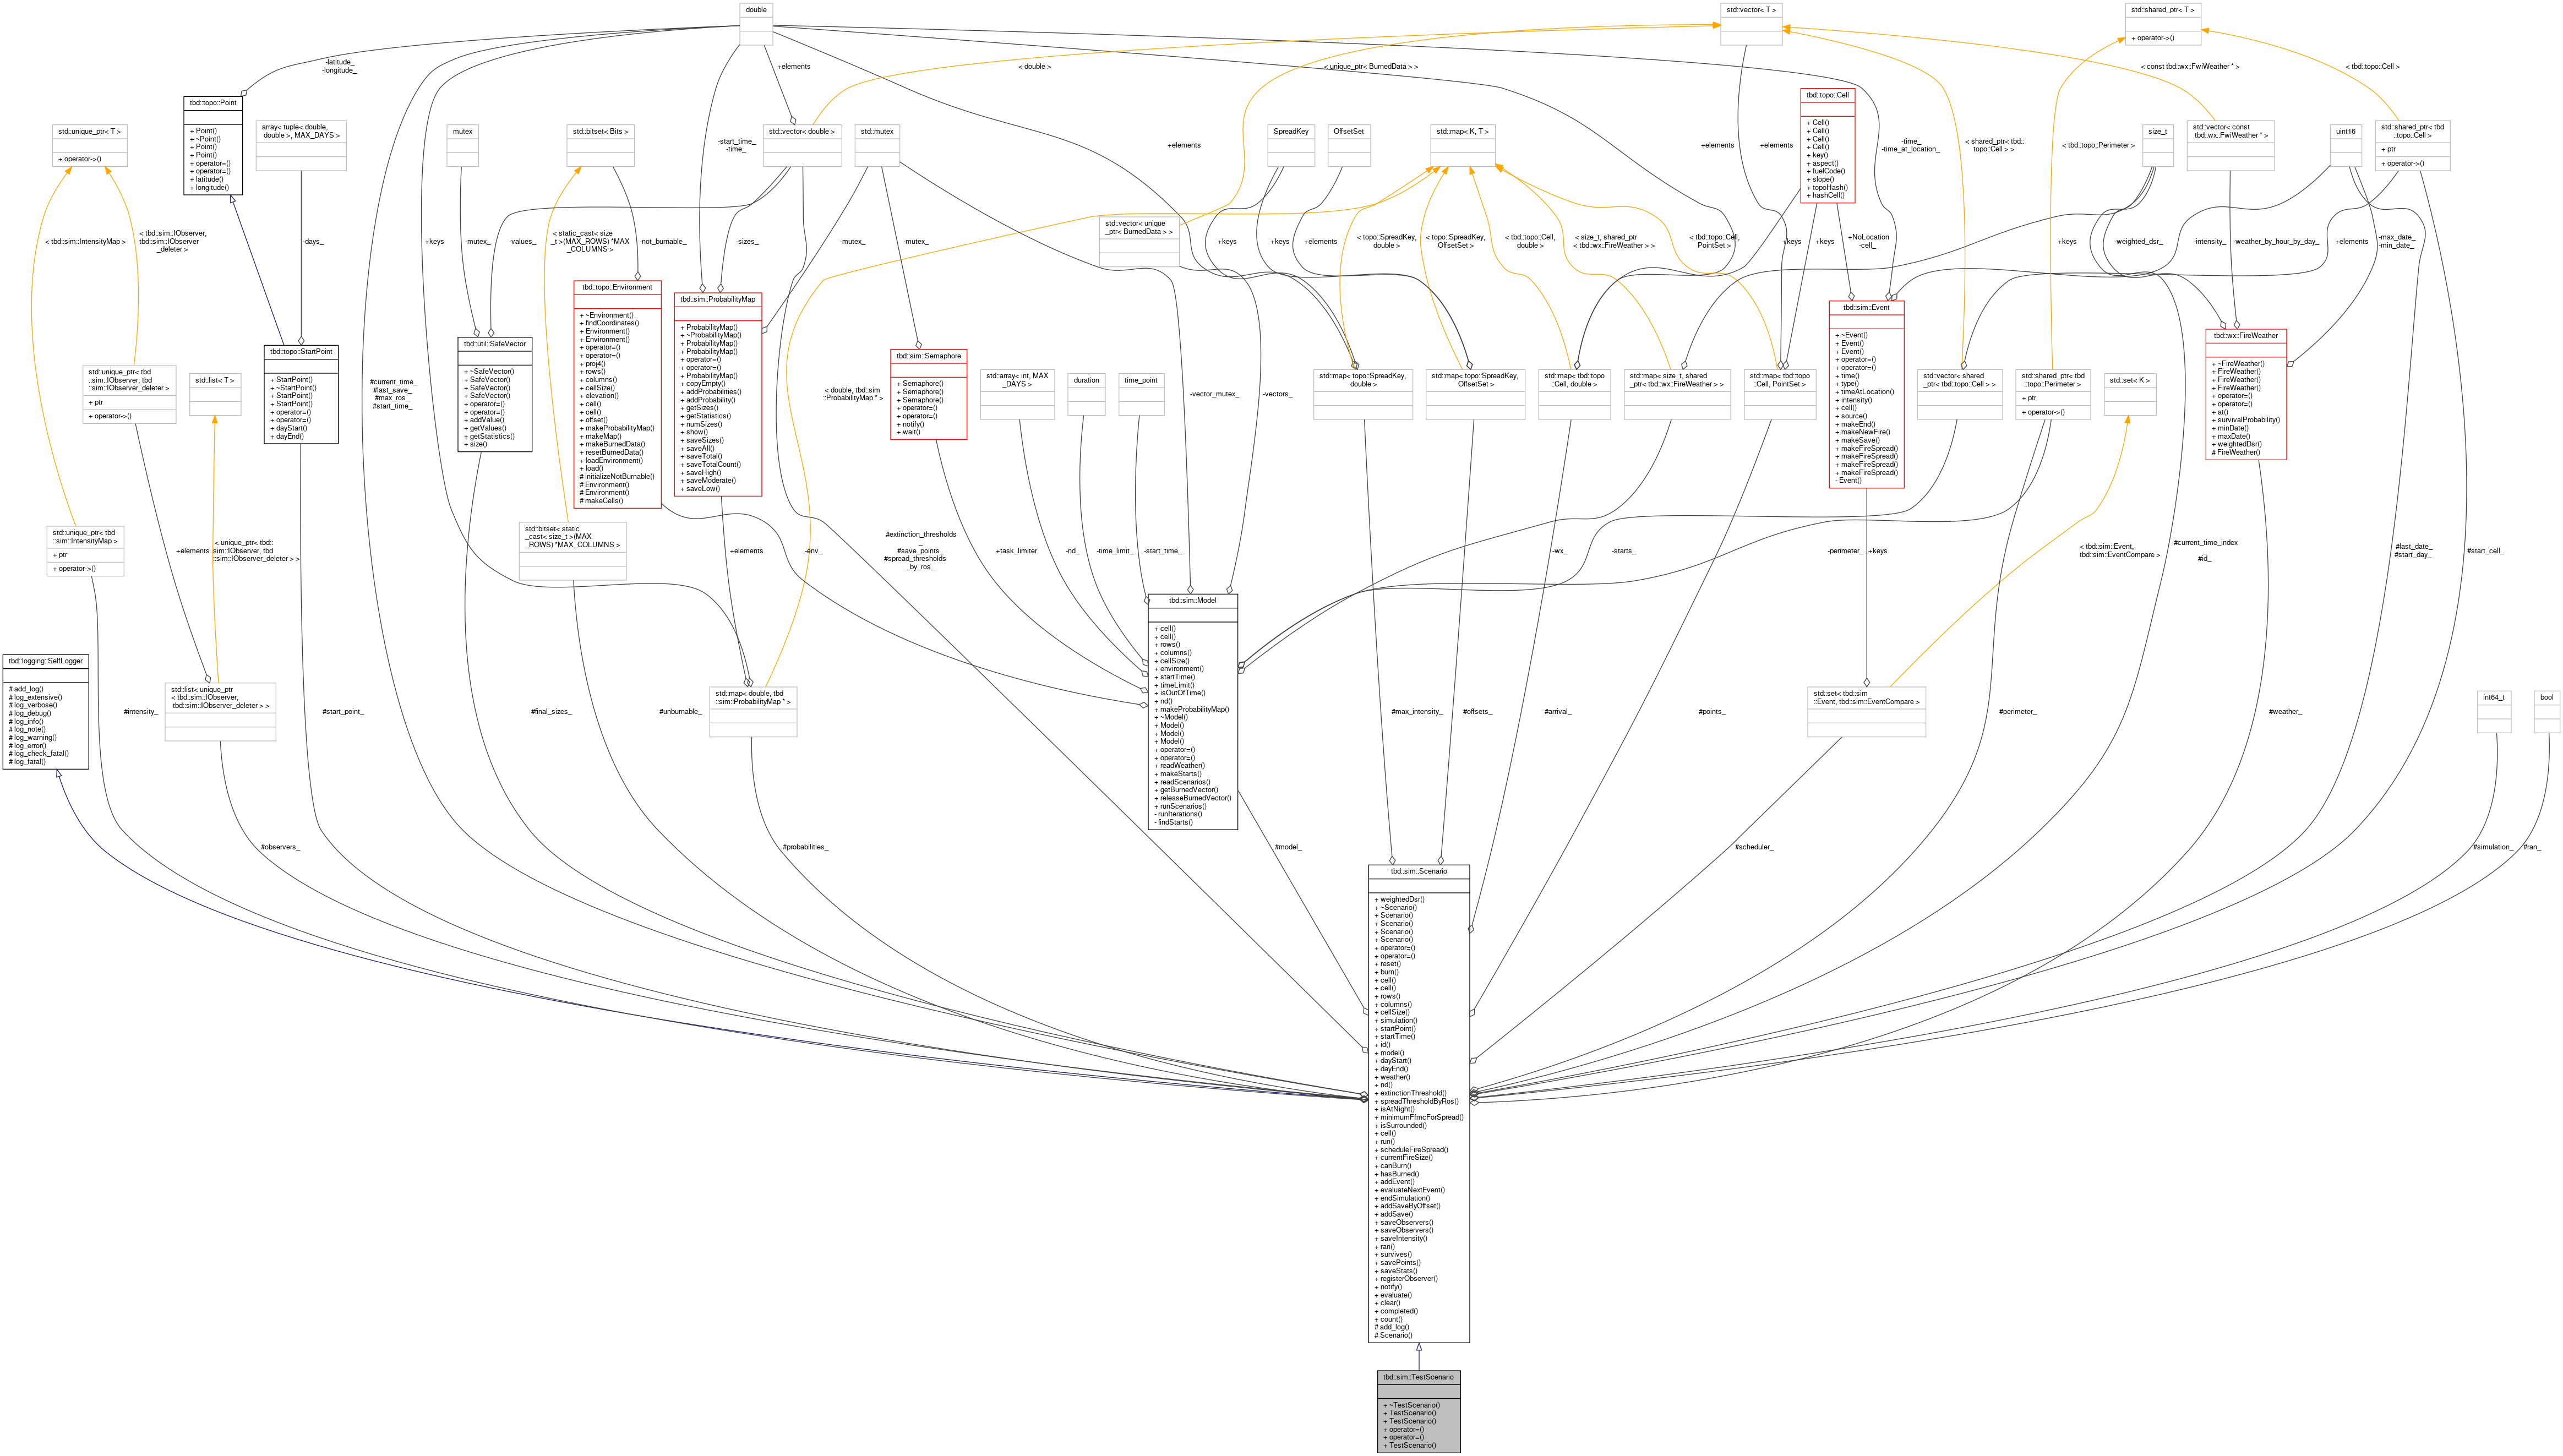 double
std::vector< T >
std::shared_ptr< T >
+ operator->()
-latitude_
-longitude_
+elements
< double >
< unique_ptr< BurnedData > >
< const tbd::wx::FwiWeather * >
< tbd::topo::Cell >
tbd::topo::Point
+ Point()
+ ~Point()
+ Point()
+ Point()
+ operator=()
+ operator=()
+ latitude()
+ longitude()
tbd::topo::Cell
+ Cell()
+ Cell()
+ Cell()
+ Cell()
+ key()
+ aspect()
+ fuelCode()
+ slope()
+ topoHash()
+ hashCell()
std::unique_ptr< T >
+ operator->()
array< tuple< double,
double >, MAX_DAYS >
mutex
std::bitset< Bits >
-start_time_
-time_
std::vector< double >
std::mutex
+elements
SpreadKey
OffsetSet
std::map< K, T >
+elements
+elements
-time_
-time_at_location_
< shared_ptr< tbd::
topo::Cell > >
< tbd::topo::Perimeter >
size_t
std::vector< const
tbd::wx::FwiWeather * >
uint16
std::shared_ptr< tbd
::topo::Cell >
+ ptr
+ operator->()
std::vector< unique
_ptr< BurnedData > >
< tbd::sim::IntensityMap >
< tbd::sim::IObserver,
tbd::sim::IObserver
_deleter >
-days_
+keys
-mutex_
-values_
< static_cast< size
_t >(MAX_ROWS) *MAX
_COLUMNS >
-not_burnable_
-sizes_
-mutex_
-mutex_
+keys
+keys
+elements
< topo::SpreadKey,
double >
< topo::SpreadKey,
OffsetSet >
< tbd::topo::Cell,
double >
< size_t, shared_ptr
< tbd::wx::FireWeather > >
< tbd::topo::Cell,
PointSet >
+keys
+keys
+NoLocation
-cell_
+keys
-weighted_dsr_
-intensity_
-weather_by_hour_by_day_
+elements
-max_date_
-min_date_
tbd::topo::Environment
+ ~Environment()
+ findCoordinates()
+ Environment()
+ Environment()
+ operator=()
+ operator=()
+ proj4()
+ rows()
+ columns()
+ cellSize()
+ elevation()
+ cell()
+ cell()
+ offset()
+ makeProbabilityMap()
+ makeMap()
+ makeBurnedData()
+ resetBurnedData()
+ loadEnvironment()
+ load()
# initializeNotBurnable()
# Environment()
# Environment()
# makeCells()
tbd::sim::ProbabilityMap
+ ProbabilityMap()
+ ~ProbabilityMap()
+ ProbabilityMap()
+ ProbabilityMap()
+ operator=()
+ operator=()
+ ProbabilityMap()
+ copyEmpty()
+ addProbabilities()
+ addProbability()
+ getSizes()
+ getStatistics()
+ numSizes()
+ show()
+ saveSizes()
+ saveAll()
+ saveTotal()
+ saveTotalCount()
+ saveHigh()
+ saveModerate()
+ saveLow()
tbd::sim::Event
+ ~Event()
+ Event()
+ Event()
+ operator=()
+ operator=()
+ time()
+ type()
+ timeAtLocation()
+ intensity()
+ cell()
+ source()
+ makeEnd()
+ makeNewFire()
+ makeSave()
+ makeFireSpread()
+ makeFireSpread()
+ makeFireSpread()
+ makeFireSpread()
- Event()
tbd::wx::FireWeather
+ ~FireWeather()
+ FireWeather()
+ FireWeather()
+ FireWeather()
+ operator=()
+ operator=()
+ at()
+ survivalProbability()
+ minDate()
+ maxDate()
+ weightedDsr()
# FireWeather()
tbd::topo::StartPoint
+ StartPoint()
+ ~StartPoint()
+ StartPoint()
+ StartPoint()
+ operator=()
+ operator=()
+ dayStart()
+ dayEnd()
tbd::util::SafeVector
+ ~SafeVector()
+ SafeVector()
+ SafeVector()
+ SafeVector()
+ operator=()
+ operator=()
+ addValue()
+ getValues()
+ getStatistics()
+ size()
tbd::sim::Semaphore
+ Semaphore()
+ Semaphore()
+ Semaphore()
+ operator=()
+ operator=()
+ notify()
+ wait()
std::unique_ptr< tbd
::sim::IObserver, tbd
::sim::IObserver_deleter >
+ ptr
+ operator->()
std::list< T >
#current_time_
#last_save_
#max_ros_
#start_time_
< double, tbd::sim
::ProbabilityMap * >
std::array< int, MAX
_DAYS >
duration
time_point
-vector_mutex_
-vectors_
std::map< topo::SpreadKey,
double >
std::map< topo::SpreadKey,
OffsetSet >
std::map< tbd::topo
::Cell, double >
std::map< size_t, shared
_ptr< tbd::wx::FireWeather > >
std::map< tbd::topo
::Cell, PointSet >
std::vector< shared
_ptr< tbd::topo::Cell > >
std::shared_ptr< tbd
::topo::Perimeter >
+ ptr
+ operator->()
std::set< K >
std::unique_ptr< tbd
::sim::IntensityMap >
+ ptr
+ operator->()
+elements
< unique_ptr< tbd::
sim::IObserver, tbd
::sim::IObserver_deleter > >
std::bitset< static
_cast< size_t >(MAX
_ROWS) *MAX_COLUMNS >
+elements
-env_
#extinction_thresholds
_
#save_points_
#spread_thresholds
_by_ros_
+task_limiter
-nd_
-time_limit_
-start_time_
-wx_
-starts_
-perimeter_
+keys
< tbd::sim::Event,
tbd::sim::EventCompare >
#current_time_index
_
#id_
#last_date_
#start_day_
#start_cell_
tbd::sim::Model
+ cell()
+ cell()
+ rows()
+ columns()
+ cellSize()
+ environment()
+ startTime()
+ timeLimit()
+ isOutOfTime()
+ nd()
+ makeProbabilityMap()
+ ~Model()
+ Model()
+ Model()
+ Model()
+ operator=()
+ operator=()
+ readWeather()
+ makeStarts()
+ readScenarios()
+ getBurnedVector()
+ releaseBurnedVector()
+ runScenarios()
- runIterations()
- findStarts()
tbd::logging::SelfLogger
# add_log()
# log_extensive()
# log_verbose()
# log_debug()
# log_info()
# log_note()
# log_warning()
# log_error()
# log_check_fatal()
# log_fatal()
#intensity_
std::list< unique_ptr
< tbd::sim::IObserver,
tbd::sim::IObserver_deleter > >
#start_point_
#final_sizes_
#unburnable_
std::map< double, tbd
::sim::ProbabilityMap * >
#max_intensity_
#offsets_
#arrival_
#points_
std::set< tbd::sim
::Event, tbd::sim::EventCompare >
#perimeter_
#weather_
int64_t
bool
#observers_
#probabilities_
#model_
#scheduler_
#simulation_
#ran_
tbd::sim::Scenario
+ weightedDsr()
+ ~Scenario()
+ Scenario()
+ Scenario()
+ Scenario()
+ Scenario()
+ operator=()
+ operator=()
+ reset()
+ burn()
+ cell()
+ cell()
+ rows()
+ columns()
+ cellSize()
+ simulation()
+ startPoint()
+ startTime()
+ id()
+ model()
+ dayStart()
+ dayEnd()
+ weather()
+ nd()
+ extinctionThreshold()
+ spreadThresholdByRos()
+ isAtNight()
+ minimumFfmcForSpread()
+ isSurrounded()
+ cell()
+ run()
+ scheduleFireSpread()
+ currentFireSize()
+ canBurn()
+ hasBurned()
+ addEvent()
+ evaluateNextEvent()
+ endSimulation()
+ addSaveByOffset()
+ addSave()
+ saveObservers()
+ saveObservers()
+ saveIntensity()
+ ran()
+ survives()
+ savePoints()
+ saveStats()
+ registerObserver()
+ notify()
+ evaluate()
+ clear()
+ completed()
+ count()
# add_log()
# Scenario()
tbd::sim::TestScenario
+ ~TestScenario()
+ TestScenario()
+ TestScenario()
+ operator=()
+ operator=()
+ TestScenario()